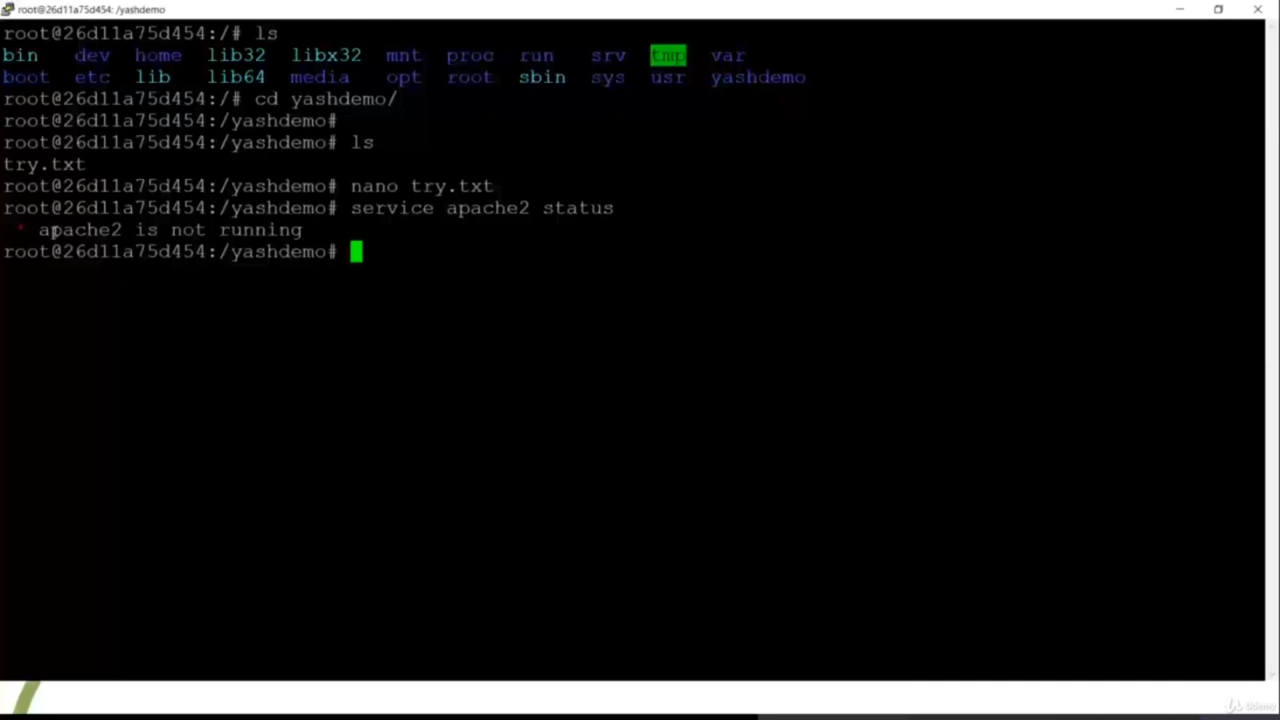 root@26d11a75d454: /yashdemo
root@26d11a75d454:/# ls
bin dev home lib32 libx32 mnt proc run srv tmp var
boot etc lib lib64 media opt root sbin sys usr yashdemo
root@26d11a75d454:/# cd yashdemo/
root@26d11a75d454:/yashdemo#
root@26d11a75d454:/yashdemo# ls
try.txt
root@26d11a75d454:/yashdemo# nano try.txt
root@26d11a75d454:/yashdemo# service apache2 status
* apache2 is not running
root@26d11a75d454:/yashdemo#
Udemy